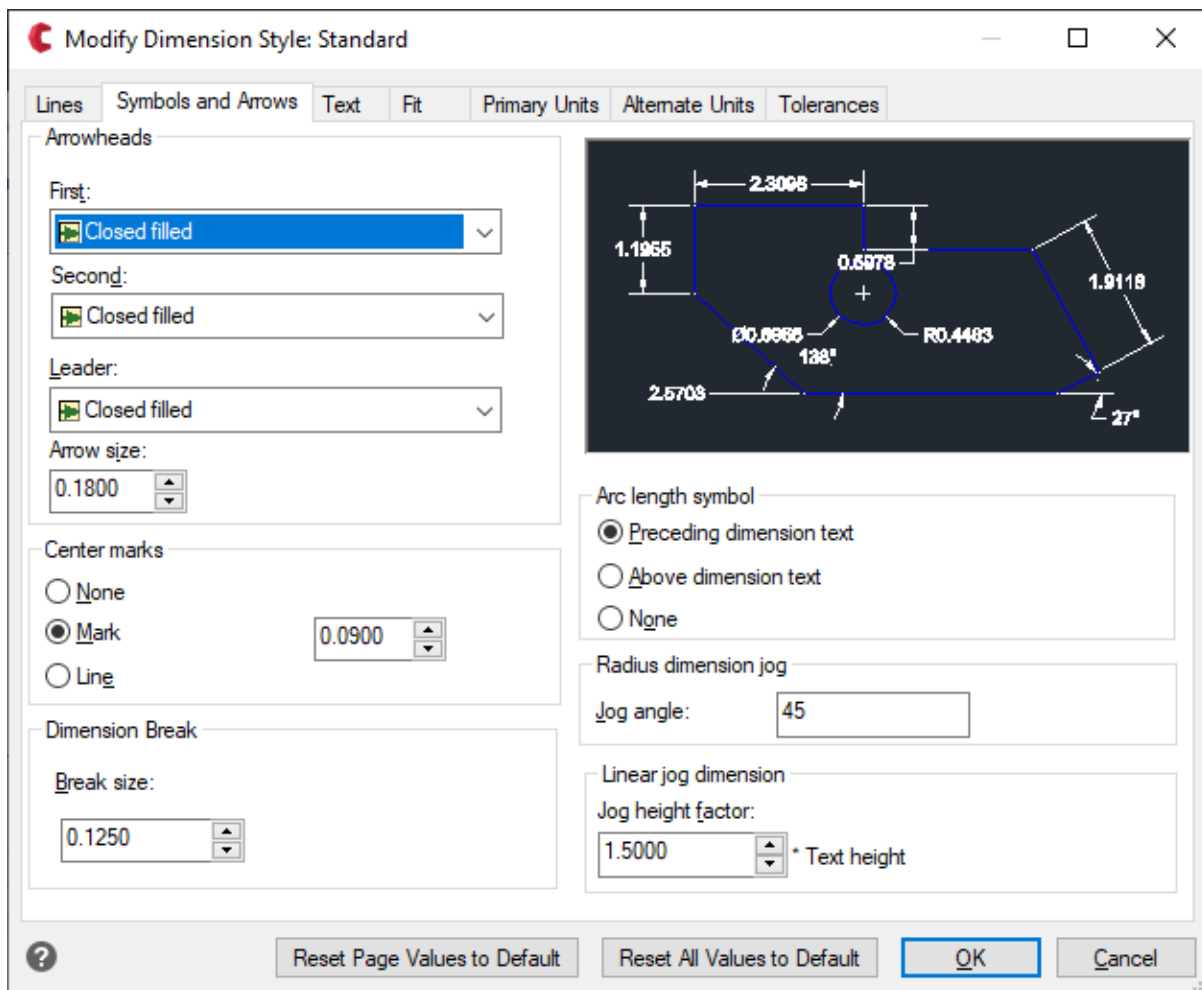 Modify Dimension Style: Standard
Lines Symbols and Arrows Text Fit Primary Units Alternate Units Tolerances
Arrowheads
First:
Closed filled
Second:
Closed filled
Leader:
Closed filled
Arrow size:
0.1800
Center marks
None
Mark 0.0900
Line
Dimension Break
Break size:
0.1250
2.3098
1.1955
0.5978
1.9118
Ø0.8966
R0.4483
138°
2.5703
27°
Arc length symbol
Preceding dimension text
Above dimension text
None
Radius dimension jog
Jog angle: 45
Linear jog dimension
Jog height factor:
1.5000 * Text height
? Reset Page Values to Default Reset All Values to Default OK Cancel